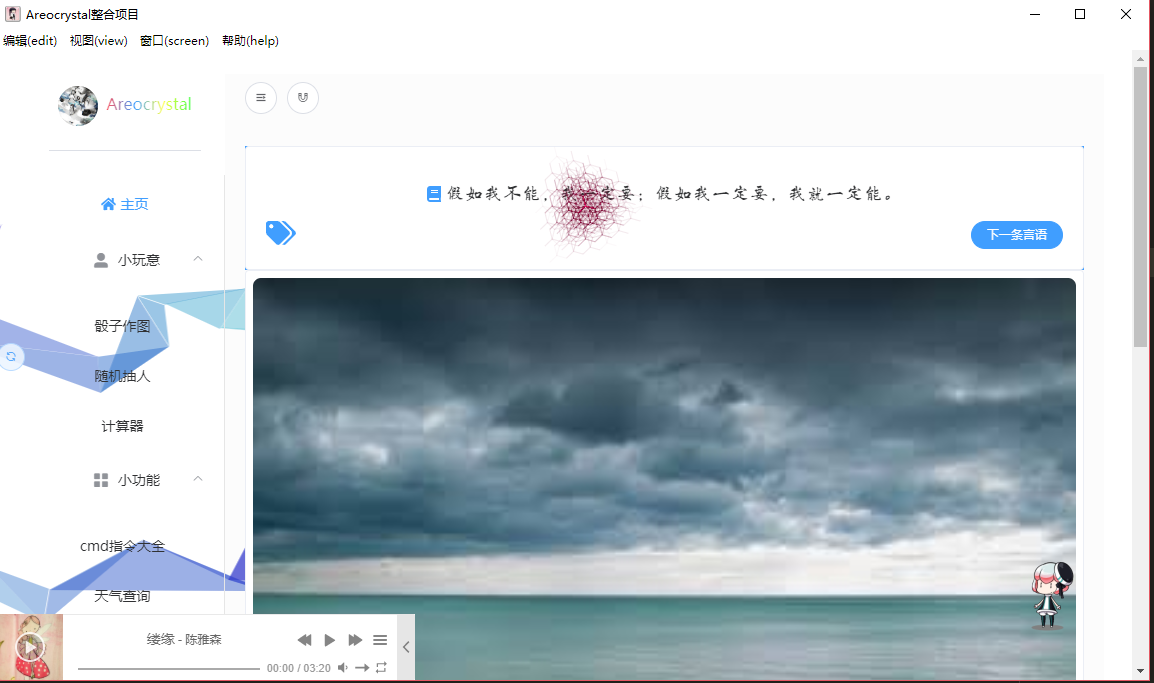 Areocrystal整合项目
编辑(edit) 视图(view) 窗口(screen) 帮助(help)
Areocrystal
假如我不能，我一定要；假如我一定要，我就一定能。
下一条言语
主页
小玩意
骰子作图
随机抽人
计算器
小功能
cmd指令大全
天气查询
缕缘 - 陈雅森
00:00 / 03:20